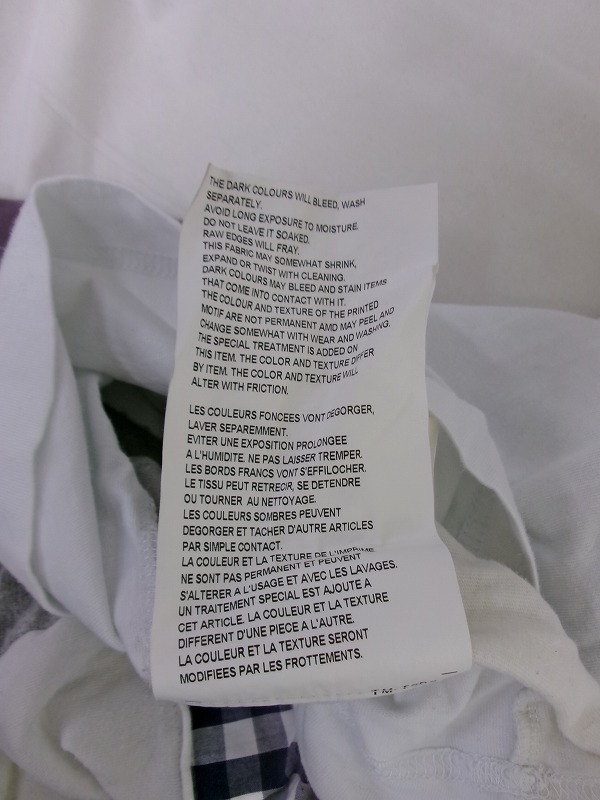 THE DARK COLOURS WILL BLEED, WASH
SEPARATELY.
AVOID LONG EXPOSURE TO MOISTURE.
DO NOT LEAVE IT SOAKED.
RAW EDGES WILL FRAY.
THIS FABRIC MAY SOMEWHAT SHRINK,
EXPAND OR TWIST WITH CLEANING.
DARK COLOURS MAY BLEED AND STAIN ITEMS
THAT COME INTO CONTACT WITH IT.
THE COLOUR AND TEXTURE OF THE PRINTED
MOTIF ARE NOT PERMANENT AMD MAY PEEL AND
CHANGE SOMEWHAT WITH WEAR AND WASHING.
THE SPECIAL TREATMENT IS ADDED ON
THIS ITEM. THE COLOR AND TEXTURE DIFFER
BY ITEM. THE COLOR AND TEXTURE WILL
ALTER WITH FRICTION.
LES COULEURS FONCEES VONT DEGORGER,
LAVER SEPAREMMENT.
EVITER UNE EXPOSITION PROLONGEE
A L'HUMIDITE. NE PAS LAISSER TREMPER.
LES BORDS FRANCS VONT S'EFFILOCHER.
LE TISSU PEUT RETRECIR, SE DETENDRE
OU TOURNER AU NETTOYAGE.
LES COULEURS SOMBRES PEUVENT
DEGORGER ET TACHER D'AUTRE ARTICLES
PAR SIMPLE CONTACT.
LA COULEUR ET LA TEXTURE DE L'IMPRIME
NE SONT PAS PERMANENT ET PEUVENT
S'ALTERER A L'USAGE ET AVEC LES LAVAGES.
UN TRAITEMENT SPECIAL EST AJOUTE A
CET ARTICLE. LA COULEUR ET LA TEXTURE
DIFFERENT D'UNE PIECE A L'AUTRE.
LA COULEUR ET LA TEXTURE SERONT
MODIFIEES PAR LES FROTTEMENTS.